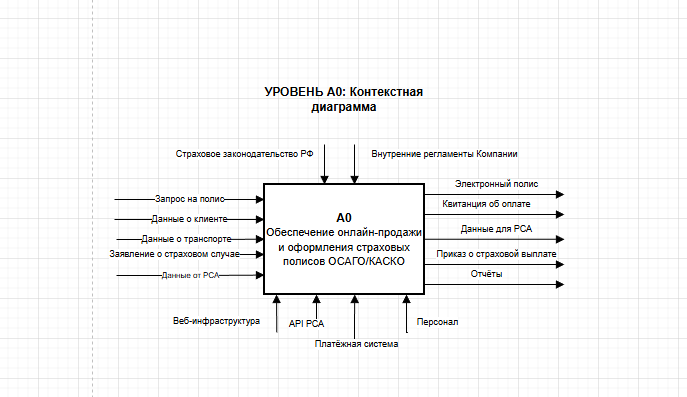 УРОВЕНЬ А0: Контекстная
диаграмма
Страховое законодательство РФ
Внутренние регламенты Компании
Запрос на полис
Данные о клиенте
Данные о транспорте
Заявление о страховом случае
Данные от РСА
А0
Обеспечение онлайн-продажи
и оформления страховых
полисов ОСАГО/КАСКО
Электронный полис
Квитанция об оплате
Данные для РСА
Приказ о страховой выплате
Отчёты
Веб-инфраструктура
API РСА
Платёжная система
Персонал